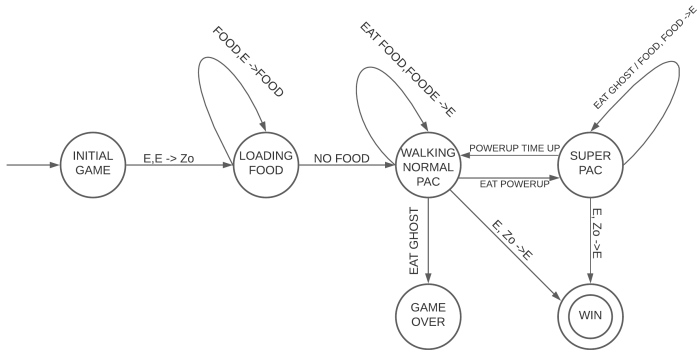 FOOD,E ->FOOD
EAT FOOD,FOODE ->E
EAT GHOST / FOOD, FOOD ->E
INITIAL
GAME
E,E -> Zo
LOADING
FOOD
NO FOOD
WALKING
NORMAL
PAC
POWERUP TIME UP
EAT POWERUP
SUPER
PAC
EAT GHOST
E, Zo ->E
E, Zo ->E
GAME
OVER
WIN